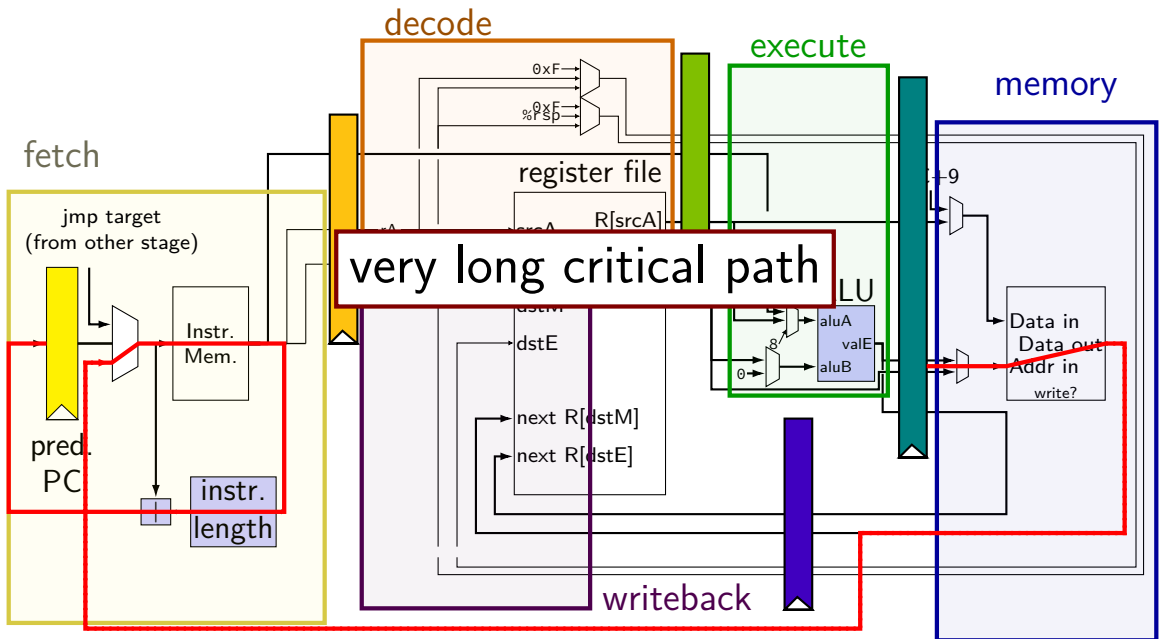 decode
execute
memory
fetch
0xF
0xF
%rsp
register file
jmp target
(from other stage)
R[srcA]
very long critical path
LU
Instr.
Mem.
dstE
aluA
valE
aluB
8
0
Data in
Data out
Addr in
write?
next R[dstM]
next R[dstE]
pred.
PC
instr.
length
writeback